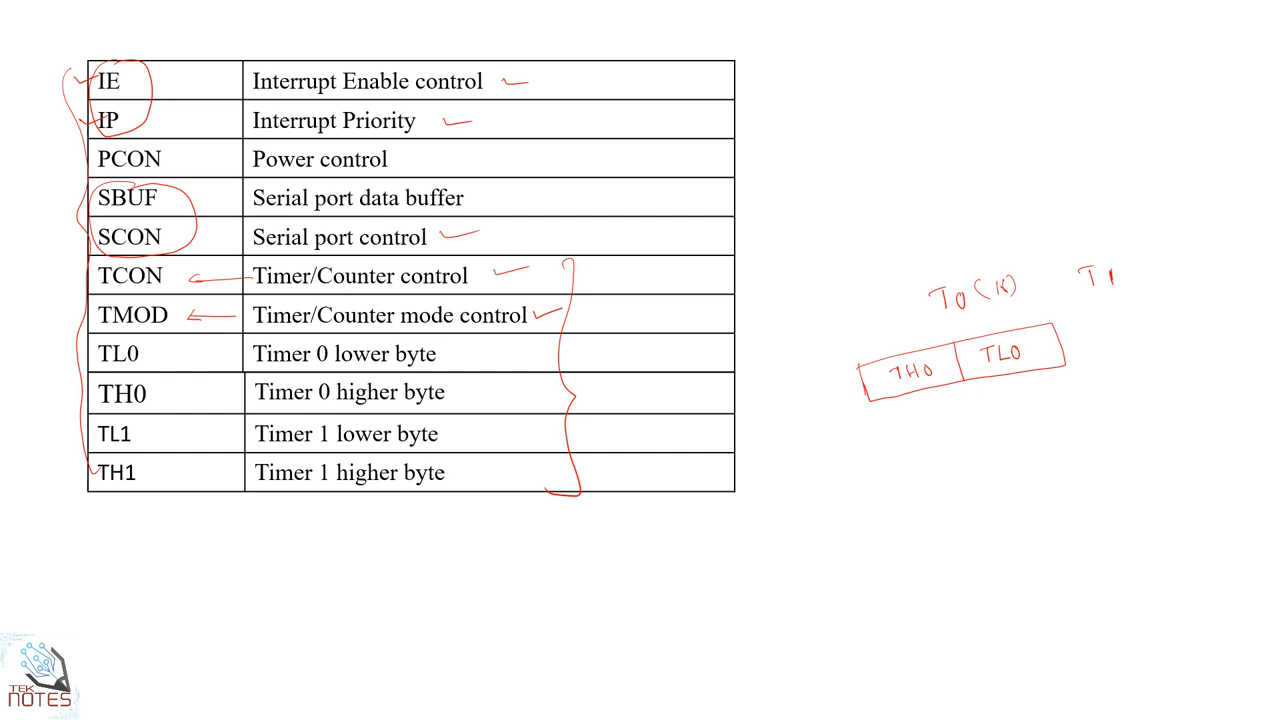 IE Interrupt Enable control
IP Interrupt Priority
PCON Power control
SBUF Serial port data buffer
SCON Serial port control
TCON Timer/Counter control
TMOD Timer/Counter mode control
TL0 Timer 0 lower byte
TH0 Timer 0 higher byte
TL1 Timer 1 lower byte
TH1 Timer 1 higher byte
T0 T1
TH0 TL0
TEK
NOTES